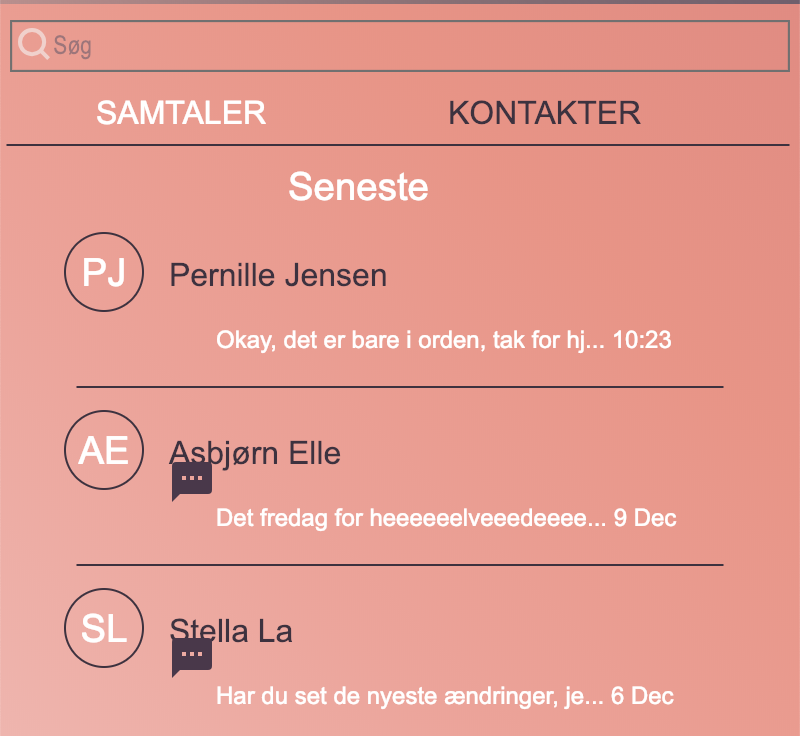 Søg
SAMTALER KONTAKTER
Seneste
PJ Pernille Jensen
Okay, det er bare i orden, tak for hj... 10:23
AE Asbjørn Elle
Det fredag for heeeeeelveeedeeee... 9 Dec
SL Stella La
Har du set de nyeste ændringer, je... 6 Dec